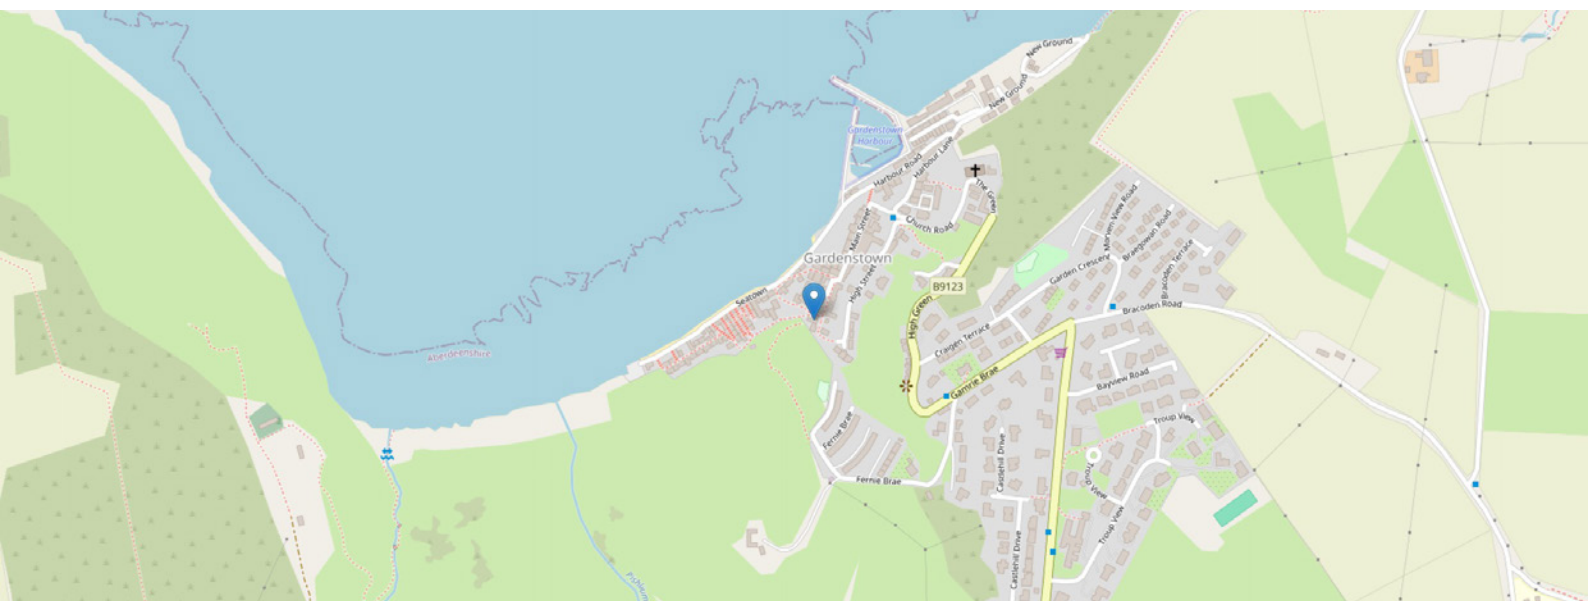 New Ground
New Ground
Gardenstown
Harbour
Harbour Road
Harbour Lane
The Green
Main Street
Church Road
Morven View Road
Braegowan Road
Gardenstown
Garden Crescent
Bracoden Terrace
High Street
B9123
Seatown
High Green
Bracoden Road
Craigen Terrace
Aberdeenshire
Gamrie Brae
Bayview Road
Troup View
Fernie Brae
Castlehill Drive
Troup View
Fernie Brae
Troup View
Castlehill Drive